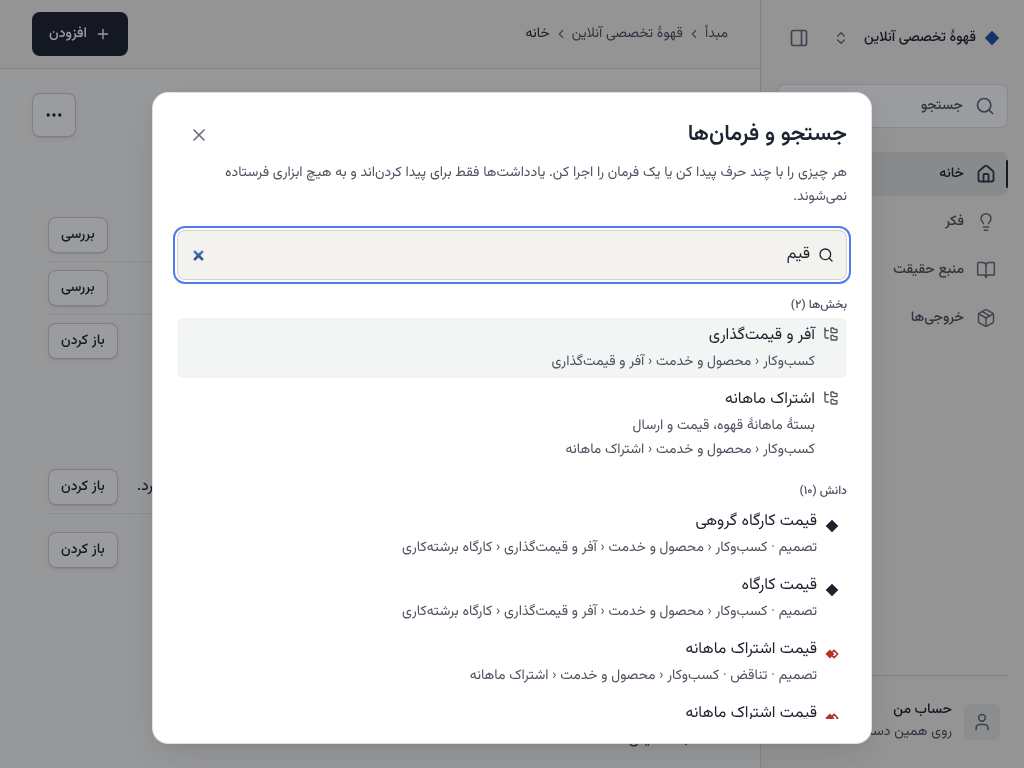 قهوهٔ تخصصی آنلاین
مبدأ › قهوهٔ تخصصی آنلاین › خانه
افزودن
جستجو
خانه
فکر
منبع حقیقت
خروجی‌ها
بررسی
بررسی
باز کردن
باز کردن
باز کردن
جستجو و فرمان‌ها
هر چیزی را با چند حرف پیدا کن یا یک فرمان را اجرا کن. یادداشت‌ها فقط برای پیدا کردن‌اند و به هیچ ابزاری فرستاده
نمی‌شوند.
قیم
بخش‌ها (۲)
آفر و قیمت‌گذاری
کسب‌وکار › محصول و خدمت › آفر و قیمت‌گذاری
اشتراک ماهانه
بستهٔ ماهانهٔ قهوه، قیمت و ارسال
کسب‌وکار › محصول و خدمت › اشتراک ماهانه
دانش (۱۰)
قیمت کارگاه گروهی
تصمیم · کسب‌وکار › محصول و خدمت › آفر و قیمت‌گذاری › کارگاه برشته‌کاری
قیمت کارگاه
تصمیم · کسب‌وکار › محصول و خدمت › آفر و قیمت‌گذاری › کارگاه برشته‌کاری
قیمت اشتراک ماهانه
تصمیم · تناقض · کسب‌وکار › محصول و خدمت › اشتراک ماهانه
قیمت اشتراک ماهانه
حساب من
روی همین